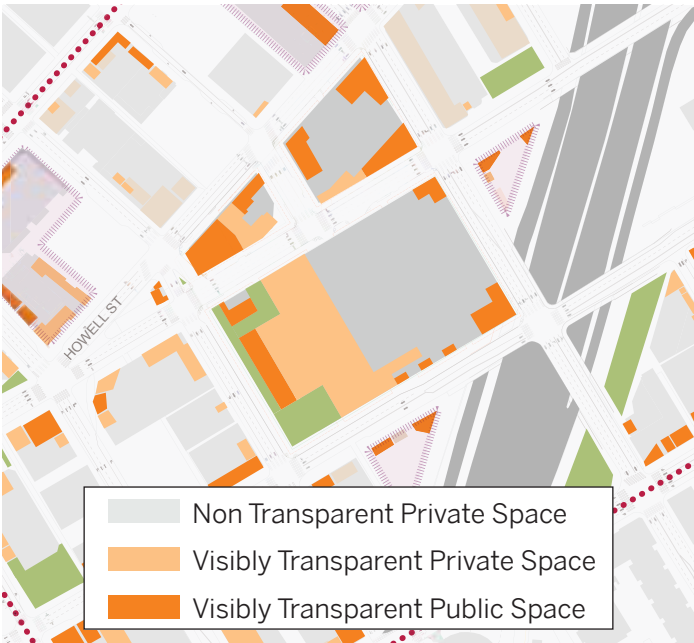 HOWELL ST
Non Transparent Private Space
Visibly Transparent Private Space
Visibly Transparent Public Space